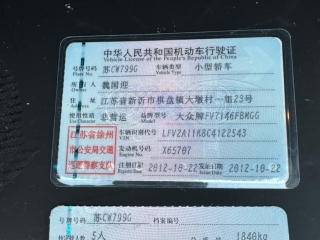 中华人民共和国机动车行驶证
Vehicle License of the People's Republic of China
号牌号码 苏CW799G 车辆类型 小型轿车
Plate No. Vehicle Type
所有人 魏国迎
Owner
住址 江苏省新沂市棋盘镇大墩村一组23号
Address
使用性质 非营运 品牌型号 大众牌FV7146FBMGG
Model
江苏省徐州 车辆识别代号 LFV2A11K8C4122543
VIN
市公安局交通 发动机号码 X65707
Engine No.
巡逻警察支队 注册日期 2012-10-22 发证日期 2012-10-22
号牌号码 苏CW799G 档案编号
5人 1840kg